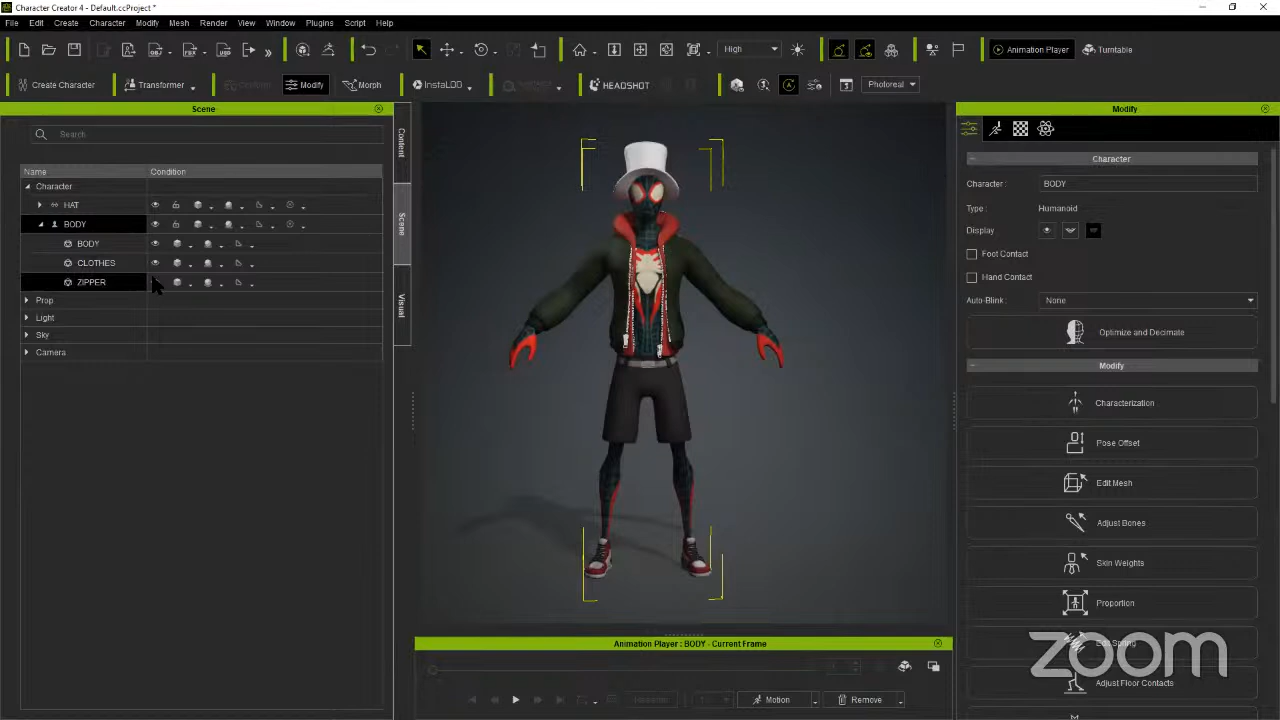 Character Creator 4 - Default.ccProject *
File Edit Create Character Modify Mesh Render View Window Plugins Script Help
High Animation Player Turntable
Create Character Transformer Modify Morph InstaLOD HEADSHOT Photoreal
Scene
Search
Name Condition
Character
HAT
BODY
BODY
CLOTHES
ZIPPER
Prop
Light
Sky
Camera
Content
Scene
Visual
Modify
Character
Character: BODY
Type: Humanoid
Display
Foot Contact
Hand Contact
Auto-Blink: None
Optimize and Decimate
Modify
Characterization
Pose Offset
Edit Mesh
Adjust Bones
Skin Weights
Proportion
Edit Spring
Adjust Floor Contacts
zoom
Animation Player : BODY - Current Frame
Motion Remove